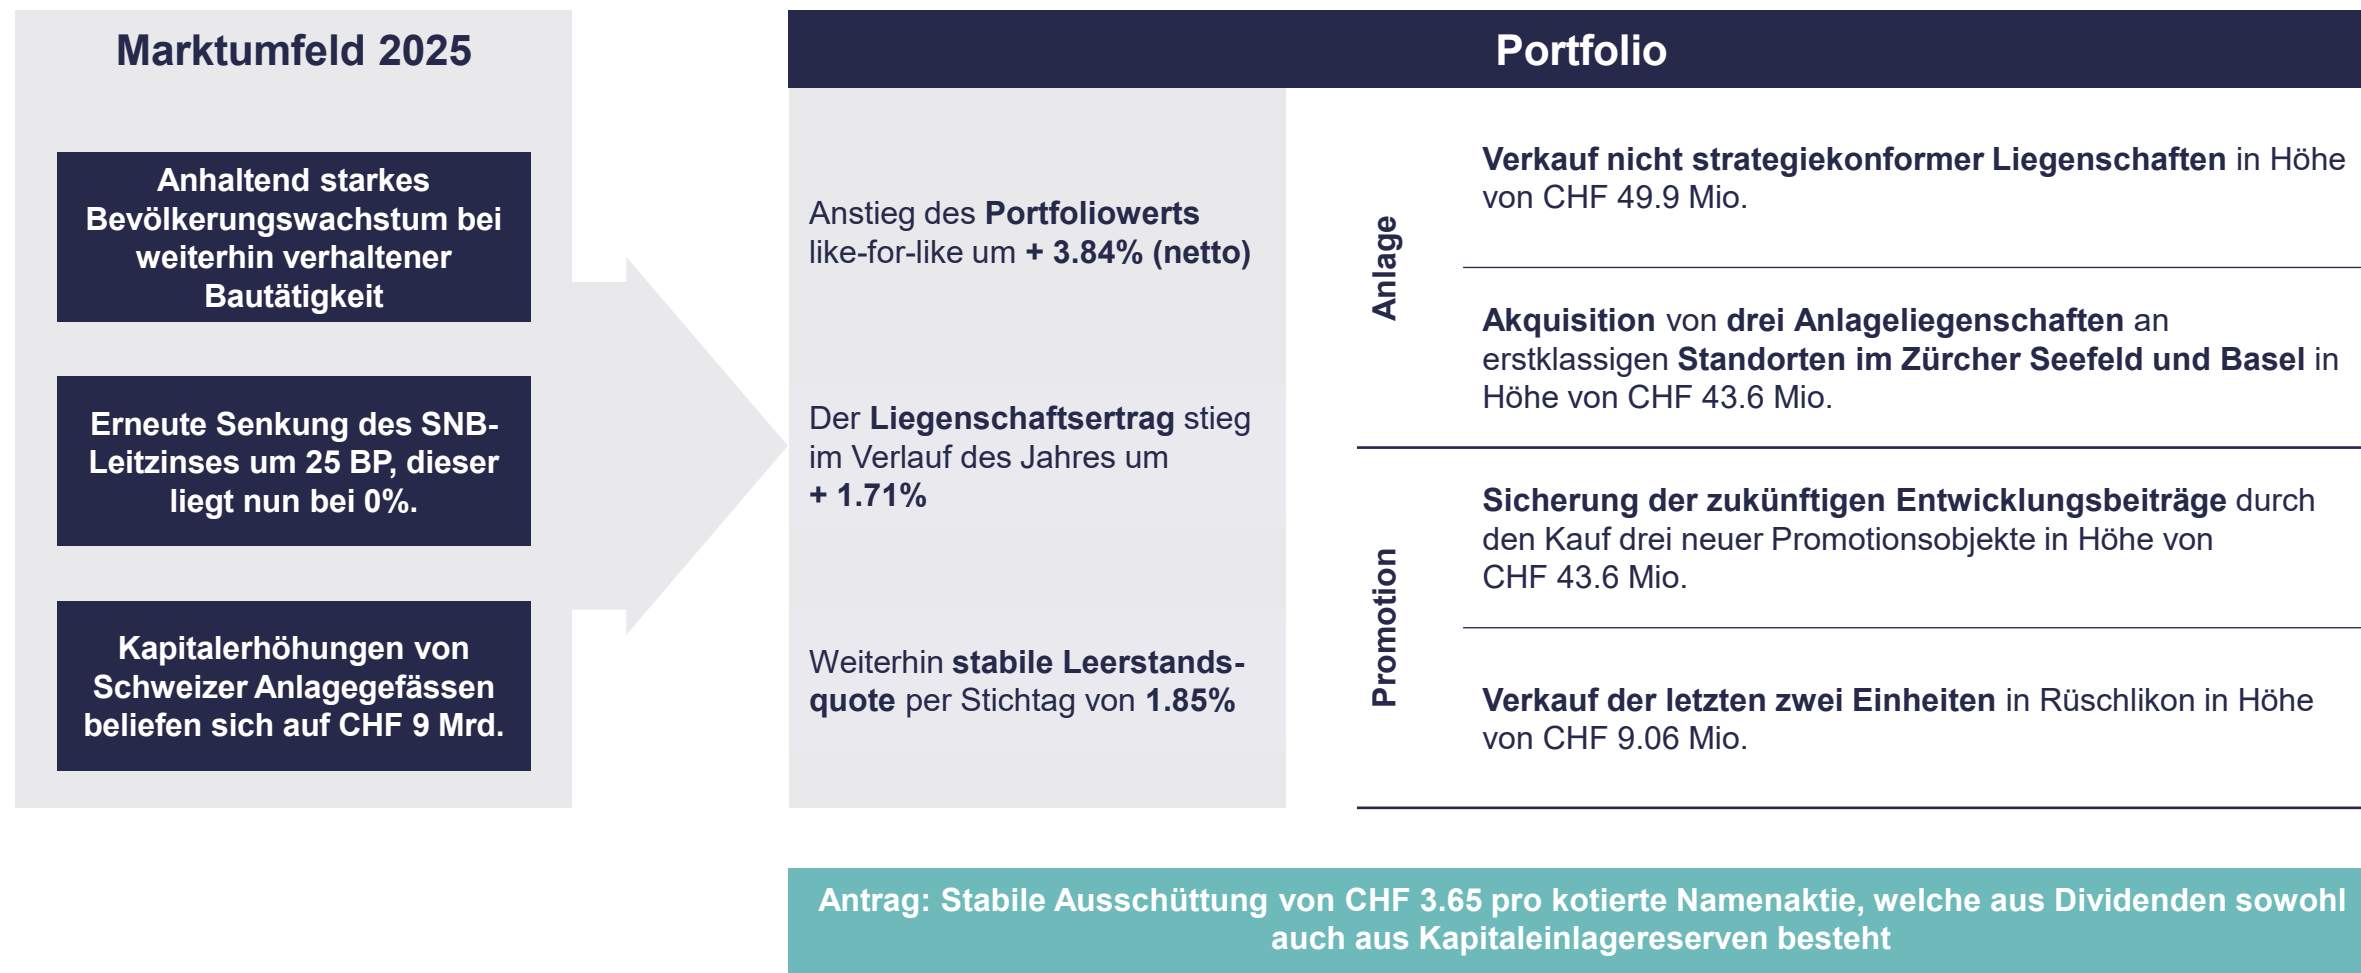 Marktumfeld 2025
Anhaltend starkes
Bevölkerungswachstum bei
weiterhin verhaltener
Bautätigkeit
Erneute Senkung des SNB-
Leitzinses um 25 BP, dieser
liegt nun bei 0%.
Kapitalerhöhungen von
Schweizer Anlagegefässen
beliefen sich auf CHF 9 Mrd.
Portfolio
Anstieg des Portfoliowerts
like-for-like um + 3.84% (netto)
Der Liegenschaftsertrag stieg
im Verlauf des Jahres um
+ 1.71%
Weiterhin stabile Leerstands-
quote per Stichtag von 1.85%
Anlage
Verkauf nicht strategiekonformer Liegenschaften in Höhe
von CHF 49.9 Mio.
Akquisition von drei Anlageliegenschaften an
erstklassigen Standorten im Zürcher Seefeld und Basel in
Höhe von CHF 43.6 Mio.
Promotion
Sicherung der zukünftigen Entwicklungsbeiträge durch
den Kauf drei neuer Promotionsobjekte in Höhe von
CHF 43.6 Mio.
Verkauf der letzten zwei Einheiten in Rüschlikon in Höhe
von CHF 9.06 Mio.
Antrag: Stabile Ausschüttung von CHF 3.65 pro kotierte Namenaktie, welche aus Dividenden sowohl
auch aus Kapitaleinlagereserven besteht